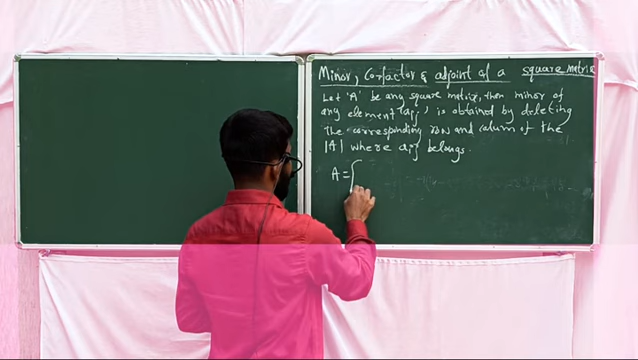 Minor, Cofactor & adjoint of a square matrix
Let 'A' be any square matrix, then minor of
any element 'aij' is obtained by deleting
the corresponding row and column of the
|A| where aij belongs.
A = [